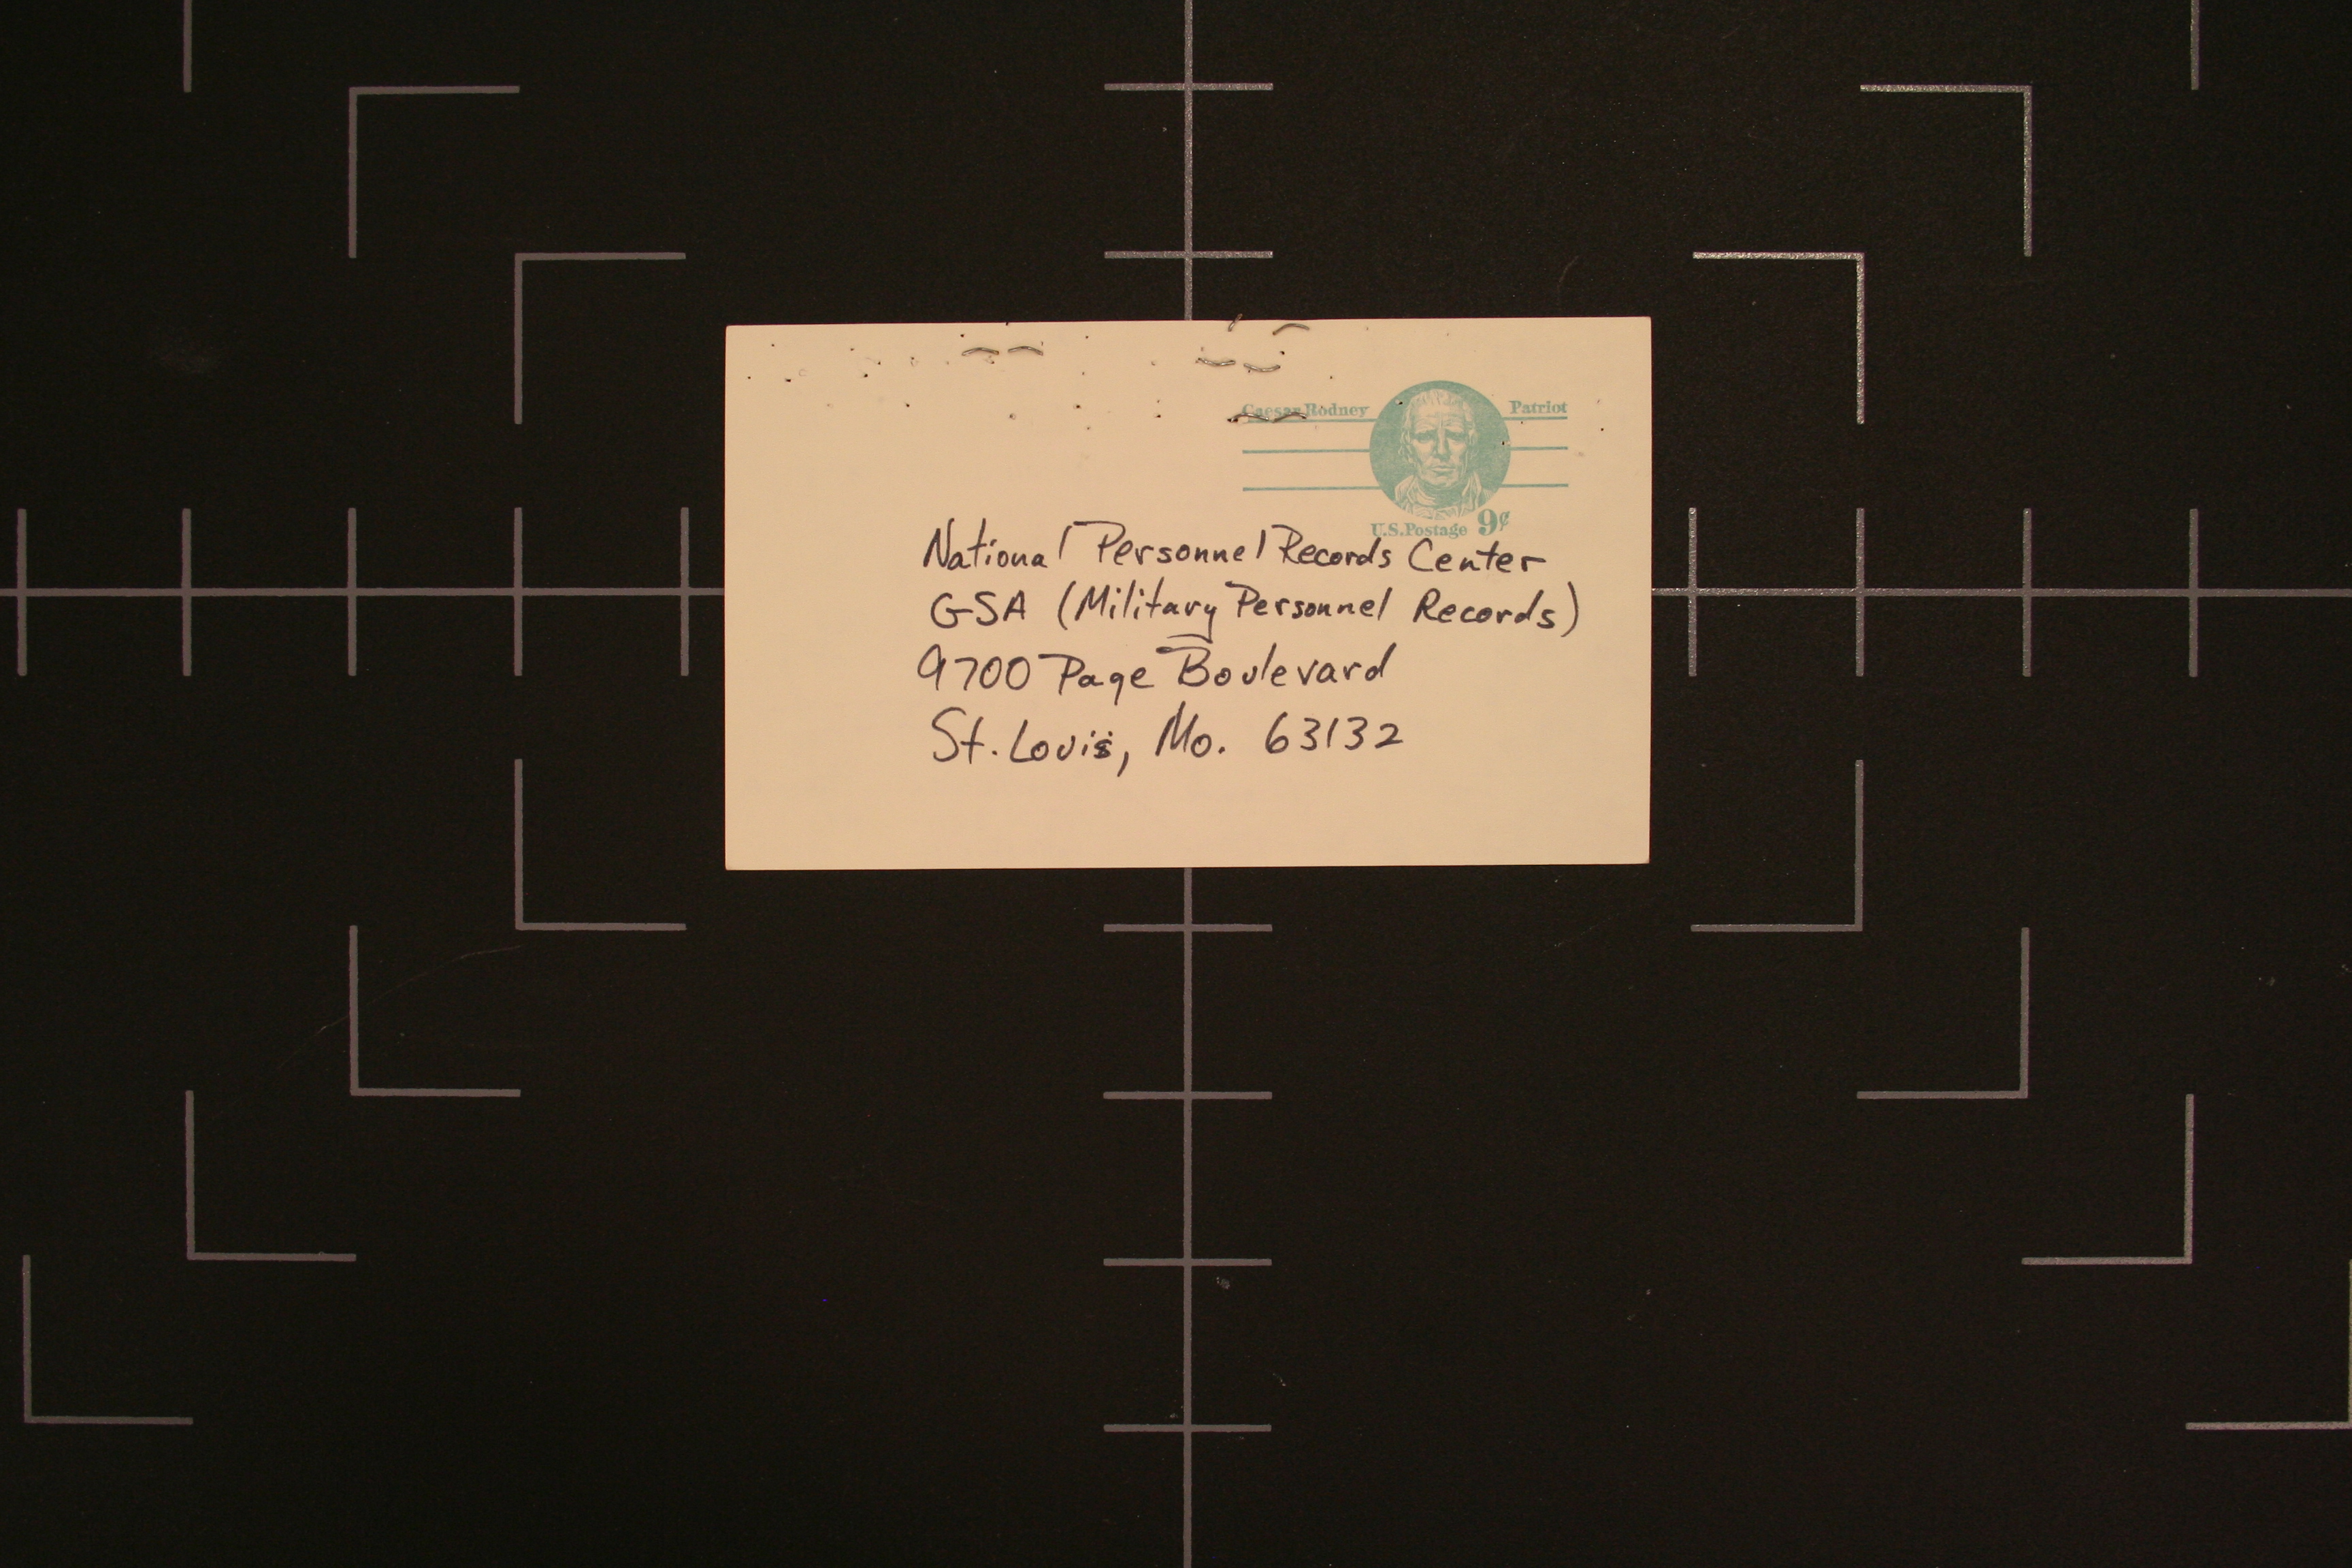 Caesar Rodney Patriot
U.S. Postage 9¢
National Personnel Records Center
GSA (Military Personnel Records)
9700 Page Boulevard
St. Louis, Mo. 63132